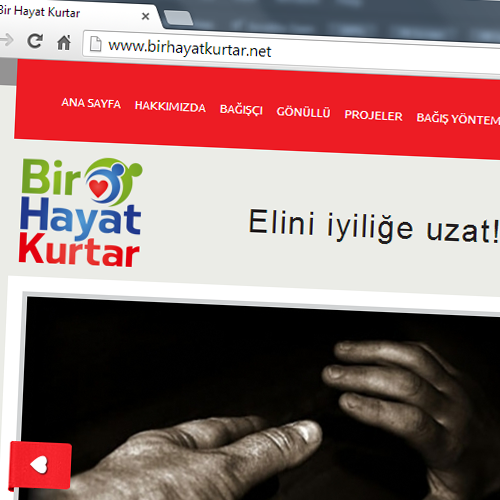 Bir Hayat Kurtar
www.birhayatkurtar.net
ANA SAYFA HAKKIMIZDA BAĞIŞÇI GÖNÜLLÜ PROJELER BAĞIŞ YÖNTEM
Bir
Hayat
Kurtar
Elini iyiliğe uzat!